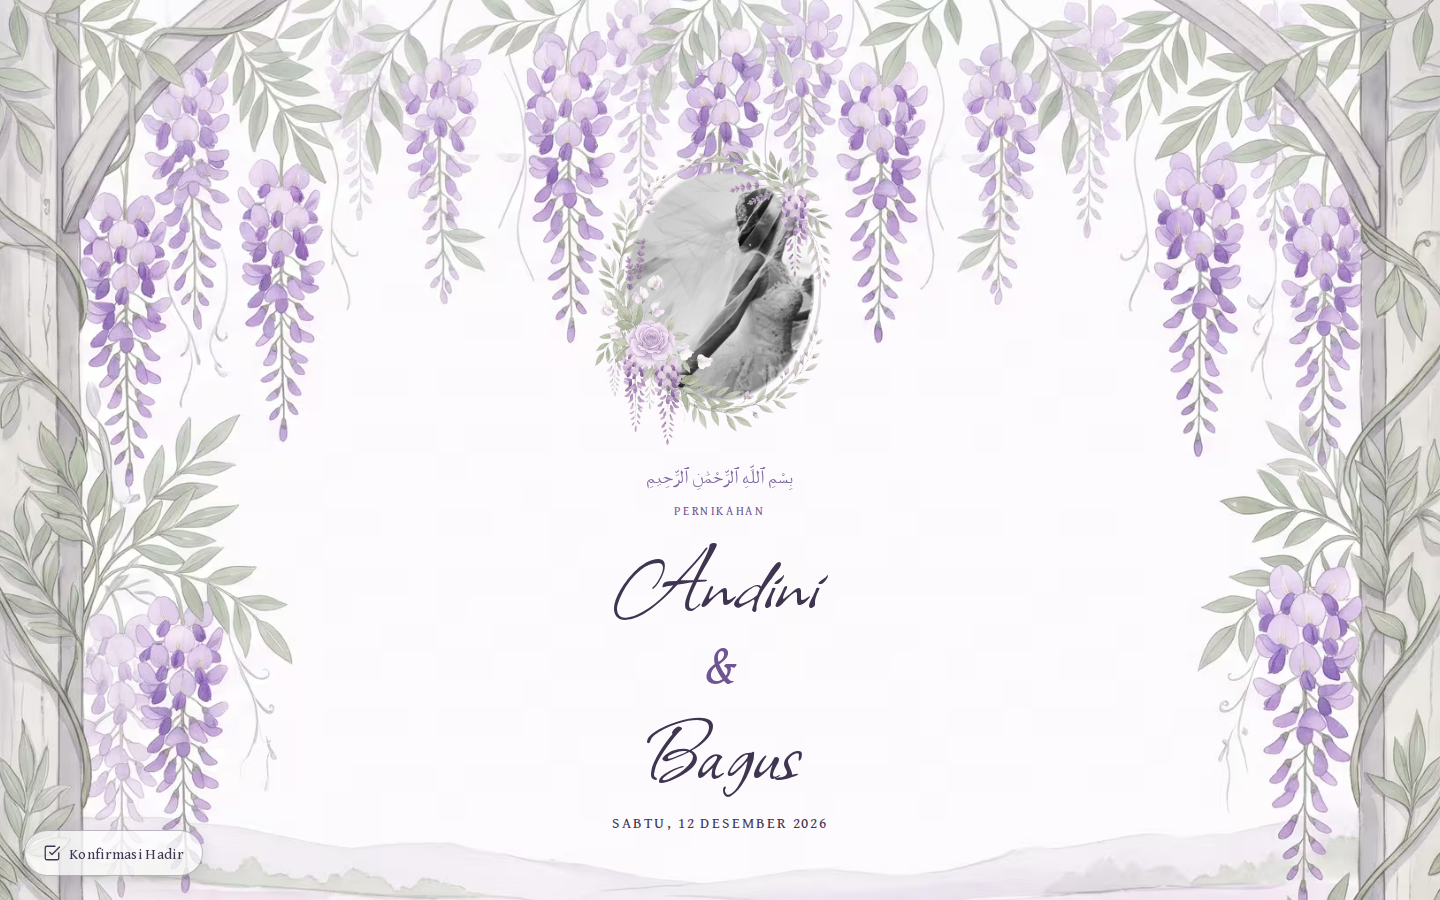 بِسْمِ ٱللَّٰهِ ٱلرَّحْمَٰنِ ٱلرَّحِيمِ
PERNIKAHAN
Andini
&
Bagus
SABTU, 12 DESEMBER 2026
Konfirmasi Hadir